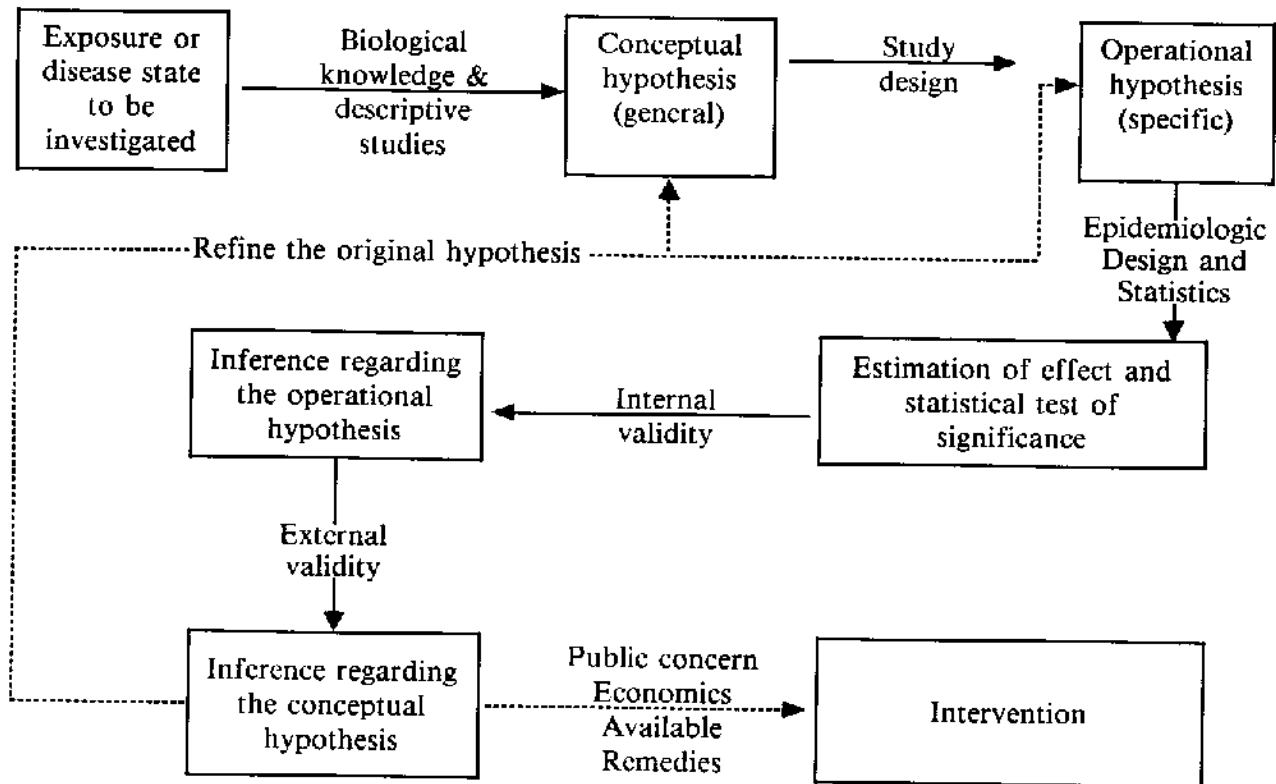 Exposure or
disease state
to be
investigated
Biological
knowledge &
descriptive
studies
Conceptual
hypothesis
(general)
Study
design
Operational
hypothesis
(specific)
Refine the original hypothesis
Epidemiologic
Design and
Statistics
Inference regarding
the operational
hypothesis
Internal
validity
Estimation of effect and
statistical test of
significance
External
validity
Inference regarding
the conceptual
hypothesis
Public concern
Economics
Available
Remedies
Intervention